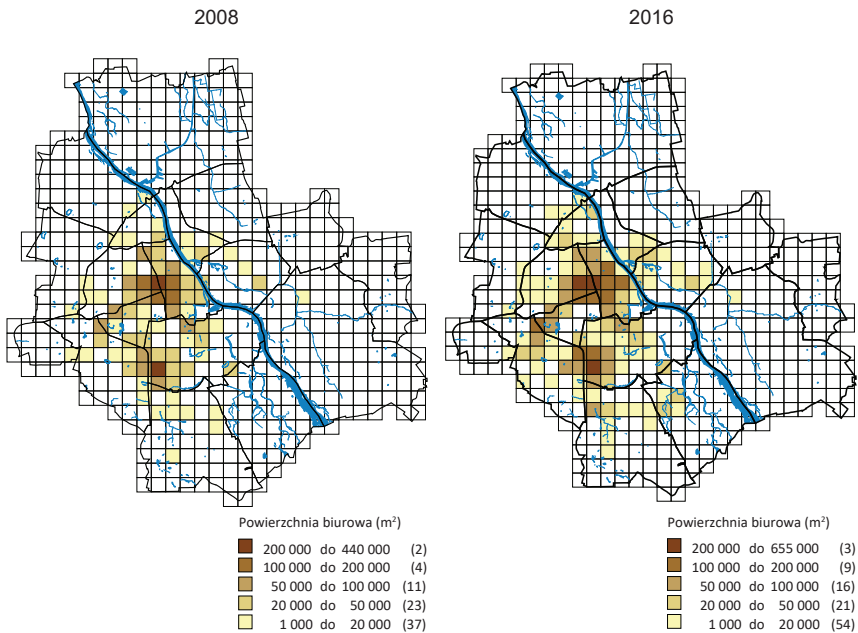 2008
2016
Powierzchnia biurowa (m²)
200 000 do 440 000 (2)
100 000 do 200 000 (4)
50 000 do 100 000 (11)
20 000 do 50 000 (23)
1 000 do 20 000 (37)
Powierzchnia biurowa (m²)
200 000 do 655 000 (3)
100 000 do 200 000 (9)
50 000 do 100 000 (16)
20 000 do 50 000 (21)
1 000 do 20 000 (54)